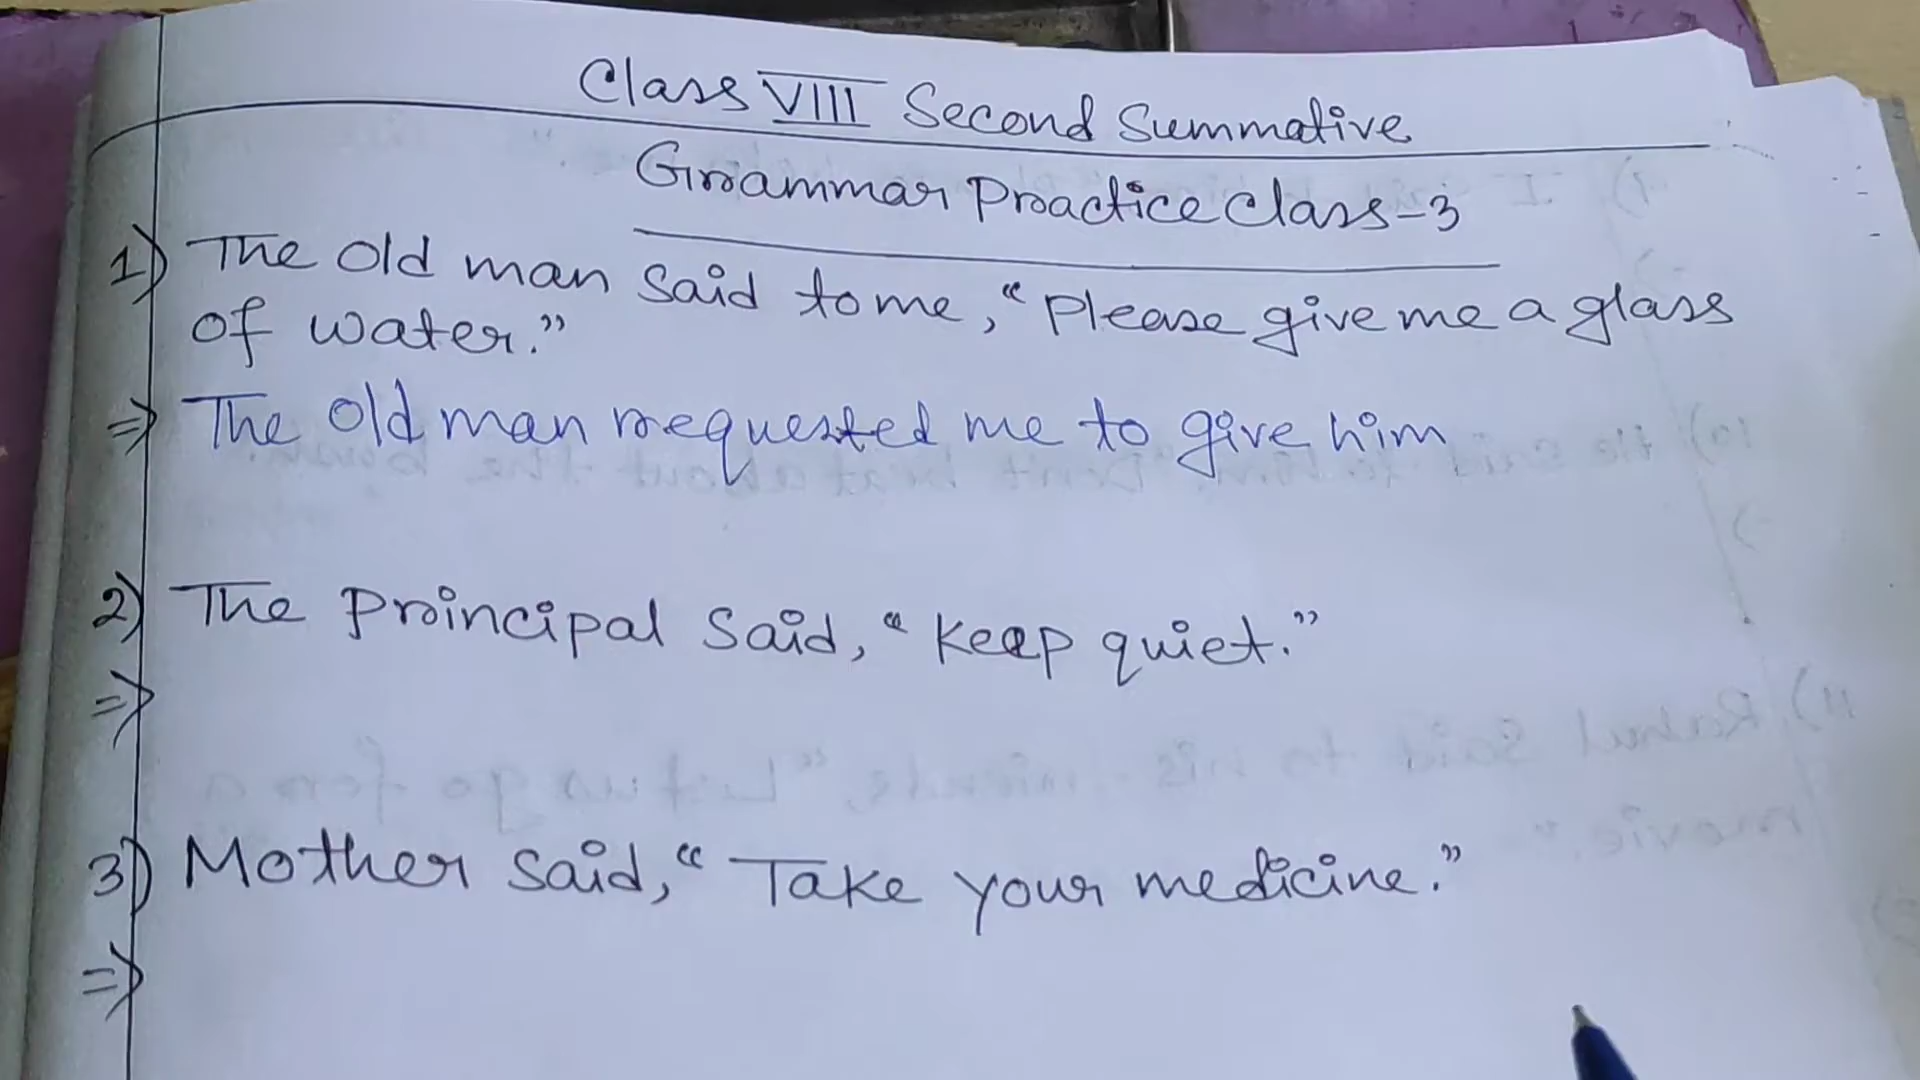 Class VIII Second Summative
Grammar Practice Class-3
1) The old man said to me, "Please give me a glass
of water."
⇒ The old man requested me to give him
2) The Principal said, "Keep quiet."
⇒
3) Mother said, "Take your medicine."
⇒